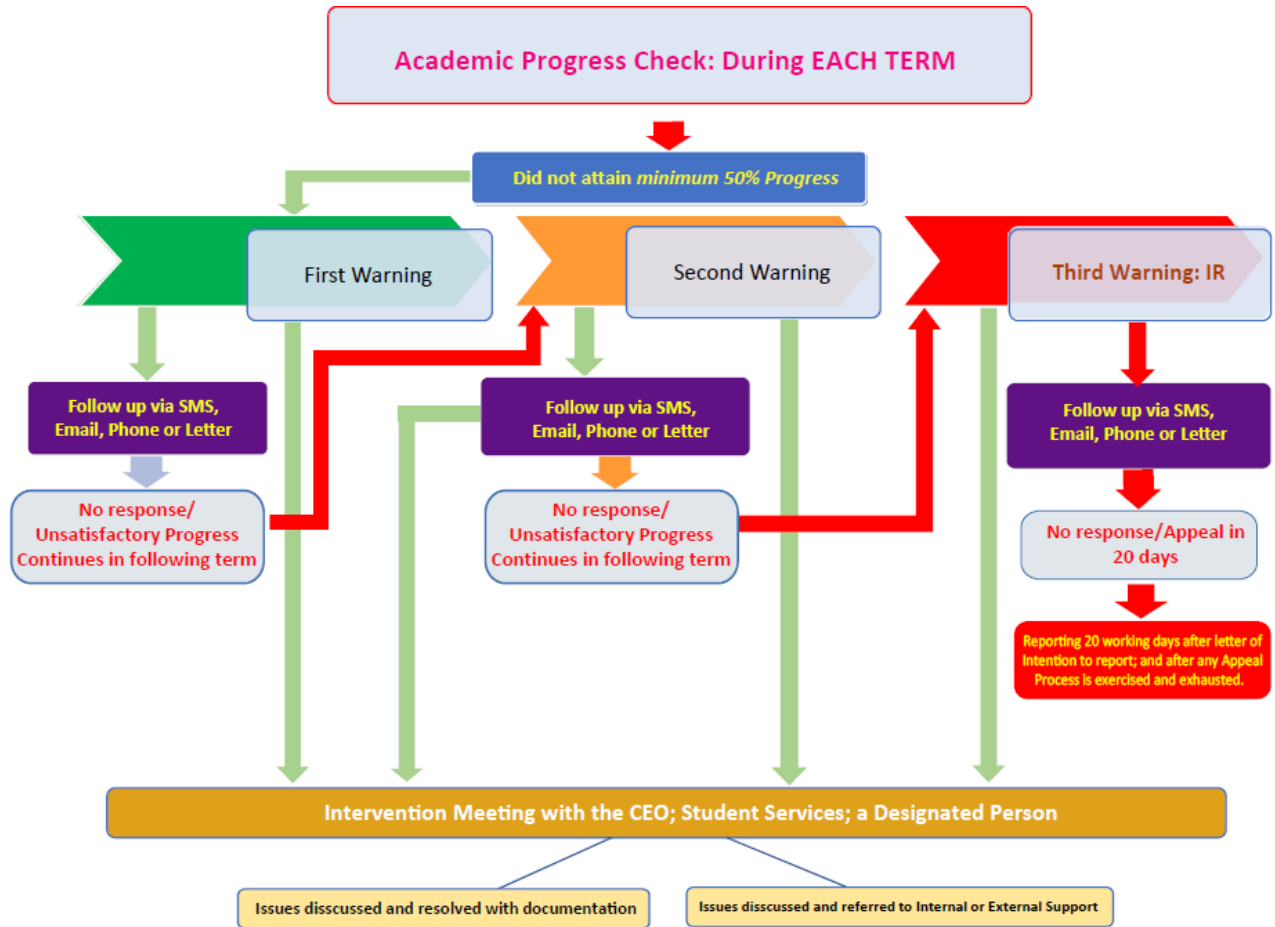 Academic Progress Check: During EACH TERM
Did not attain minimum 50% Progress
First Warning
Second Warning
Third Warning: IR
Follow up via SMS,
Email, Phone or Letter
Follow up via SMS,
Email, Phone or Letter
Follow up via SMS,
Email, Phone or Letter
No response/
Unsatisfactory Progress
Continues in following term
No response/
Unsatisfactory Progress
Continues in following term
No response/Appeal in
20 days
Reporting 20 working days after letter of
Intention to report; and after any Appeal
Process is exercised and exhausted.
Intervention Meeting with the CEO; Student Services; a Designated Person
Issues disscussed and resolved with documentation
Issues disscussed and referred to Internal or External Support